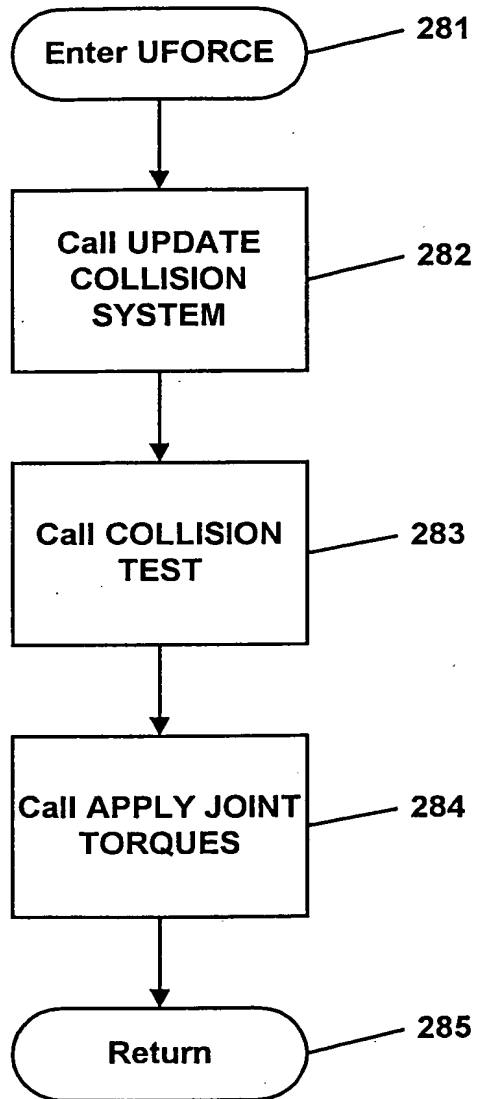 Enter UFORCE
281
Call UPDATE
COLLISION
SYSTEM
282
Call COLLISION
TEST
283
Call APPLY JOINT
TORQUES
284
Return
285